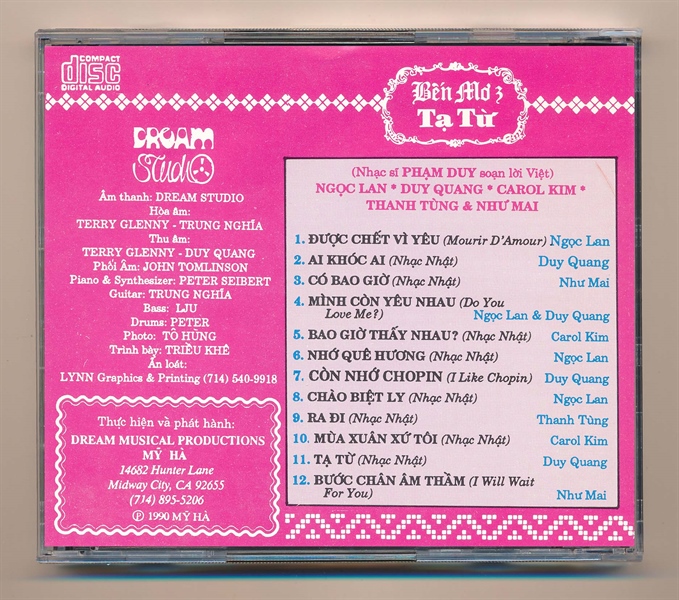 COMPACT
disc
DIGITAL AUDIO
Bên Mơ 3
Tạ Từ
DREAM
Studio
Âm thanh: DREAM STUDIO
Hòa âm:
TERRY GLENNY - TRUNG NGHĨA
Thu âm:
TERRY GLENNY - DUY QUANG
Phối Âm: JOHN TOMLINSON
Piano & Synthesizer: PETER SEIBERT
Guitar: TRUNG NGHĨA
Bass: LJU
Drums: PETER
Photo: TÔ HÙNG
Trình bày: TRIỀU KHÊ
Ấn loát:
LYNN Graphics & Printing (714) 540-9918
Thực hiện và phát hành:
DREAM MUSICAL PRODUCTIONS
MỸ HÀ
14682 Hunter Lane
Midway City, CA 92655
(714) 895-5206
Ⓟ 1990 MỸ HÀ
(Nhạc sĩ PHẠM DUY soạn lời Việt)
NGỌC LAN * DUY QUANG * CAROL KIM *
THANH TÙNG & NHƯ MAI
1. ĐƯỢC CHẾT VÌ YÊU (Mourir D'Amour) Ngọc Lan
2. AI KHÓC AI (Nhạc Nhật) Duy Quang
3. CÓ BAO GIỜ (Nhạc Nhật) Như Mai
4. MÌNH CÒN YÊU NHAU (Do You
Love Me?) Ngọc Lan & Duy Quang
5. BAO GIỜ THẤY NHAU? (Nhạc Nhật) Carol Kim
6. NHỚ QUÊ HƯƠNG (Nhạc Nhật) Ngọc Lan
7. CÒN NHỚ CHOPIN (I Like Chopin) Duy Quang
8. CHÀO BIỆT LY (Nhạc Nhật) Ngọc Lan
9. RA ĐI (Nhạc Nhật) Thanh Tùng
10. MÙA XUÂN XỨ TÔI (Nhạc Nhật) Carol Kim
11. TẠ TỪ (Nhạc Nhật) Duy Quang
12. BƯỚC CHÂN ÂM THẦM (I Will Wait
For You) Như Mai